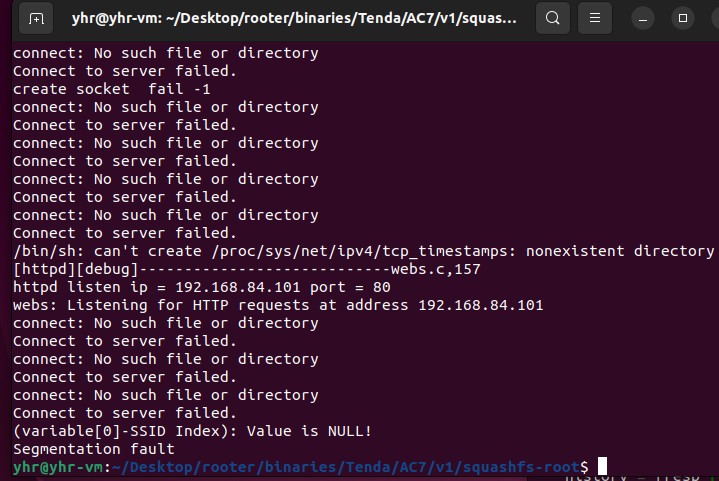 yhr@yhr-vm: ~/Desktop/rooter/binaries/Tenda/AC7/v1/squas...
connect: No such file or directory
Connect to server failed.
create socket  fail -1
connect: No such file or directory
Connect to server failed.
connect: No such file or directory
Connect to server failed.
connect: No such file or directory
Connect to server failed.
connect: No such file or directory
Connect to server failed.
/bin/sh: can't create /proc/sys/net/ipv4/tcp_timestamps: nonexistent directory
[httpd][debug]----------------------------webs.c,157
httpd listen ip = 192.168.84.101 port = 80
webs: Listening for HTTP requests at address 192.168.84.101
connect: No such file or directory
Connect to server failed.
connect: No such file or directory
Connect to server failed.
connect: No such file or directory
Connect to server failed.
(variable[0]-SSID Index): Value is NULL!
Segmentation fault
yhr@yhr-vm:~/Desktop/rooter/binaries/Tenda/AC7/v1/squashfs-root$